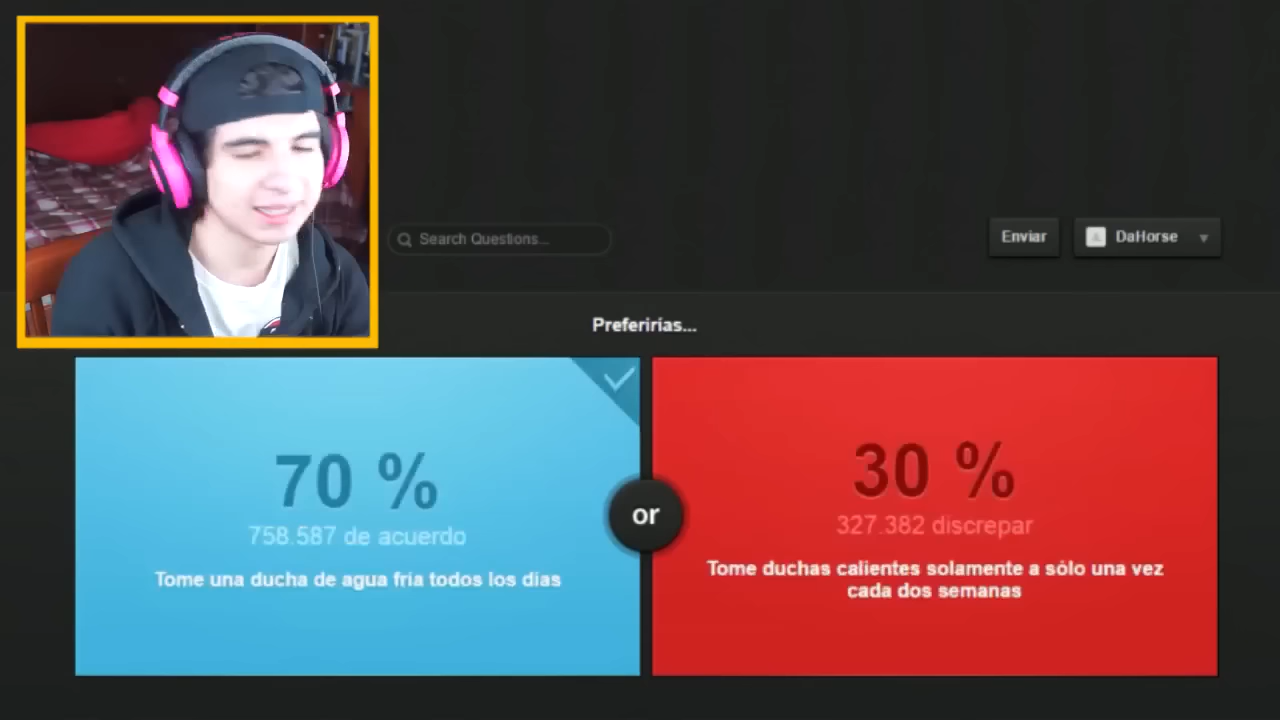 Search Questions...
Enviar
DaHorse
Preferirías...
70 %
758.587 de acuerdo
Tome una ducha de agua fría todos los días
or
30 %
327.382 discrepar
Tome duchas calientes solamente a sólo una vez
cada dos semanas